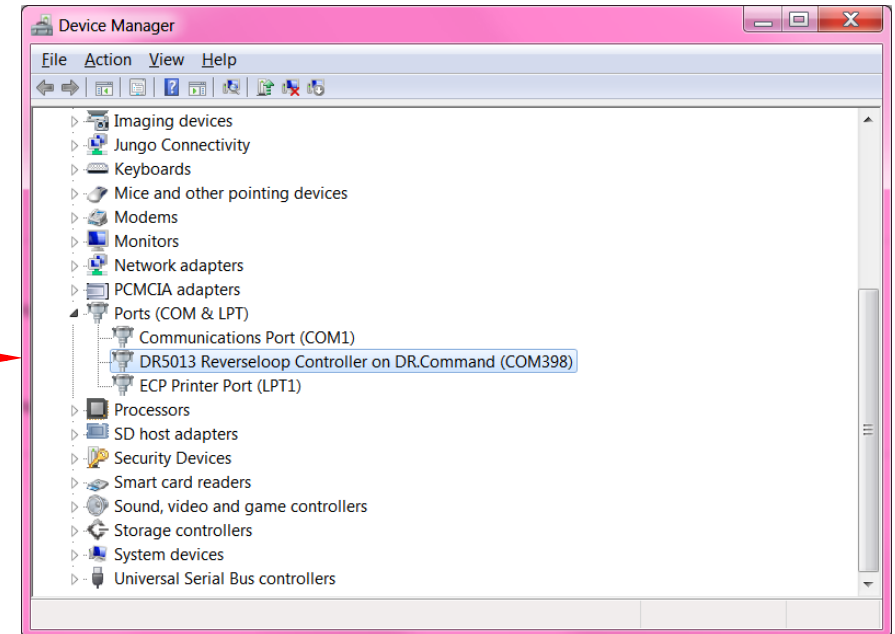 Device Manager
File Action View Help
Imaging devices
Jungo Connectivity
Keyboards
Mice and other pointing devices
Modems
Monitors
Network adapters
PCMCIA adapters
Ports (COM & LPT)
Communications Port (COM1)
DR5013 Reverseloop Controller on DR.Command (COM398)
ECP Printer Port (LPT1)
Processors
SD host adapters
Security Devices
Smart card readers
Sound, video and game controllers
Storage controllers
System devices
Universal Serial Bus controllers